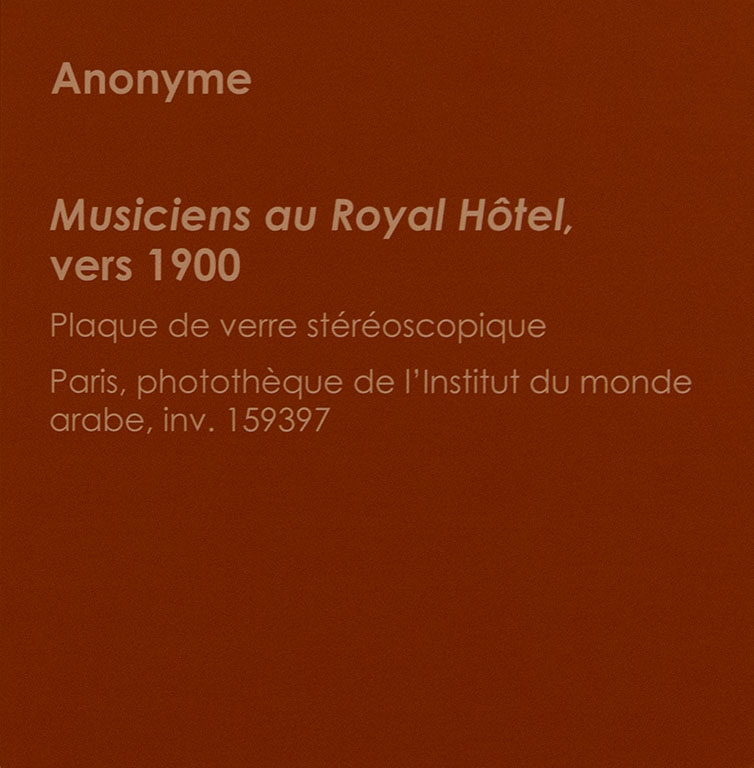 Anonyme
Musiciens au Royal Hôtel,
vers 1900
Plaque de verre stéréoscopique
Paris, photothèque de l’Institut du monde
arabe, inv. 159397